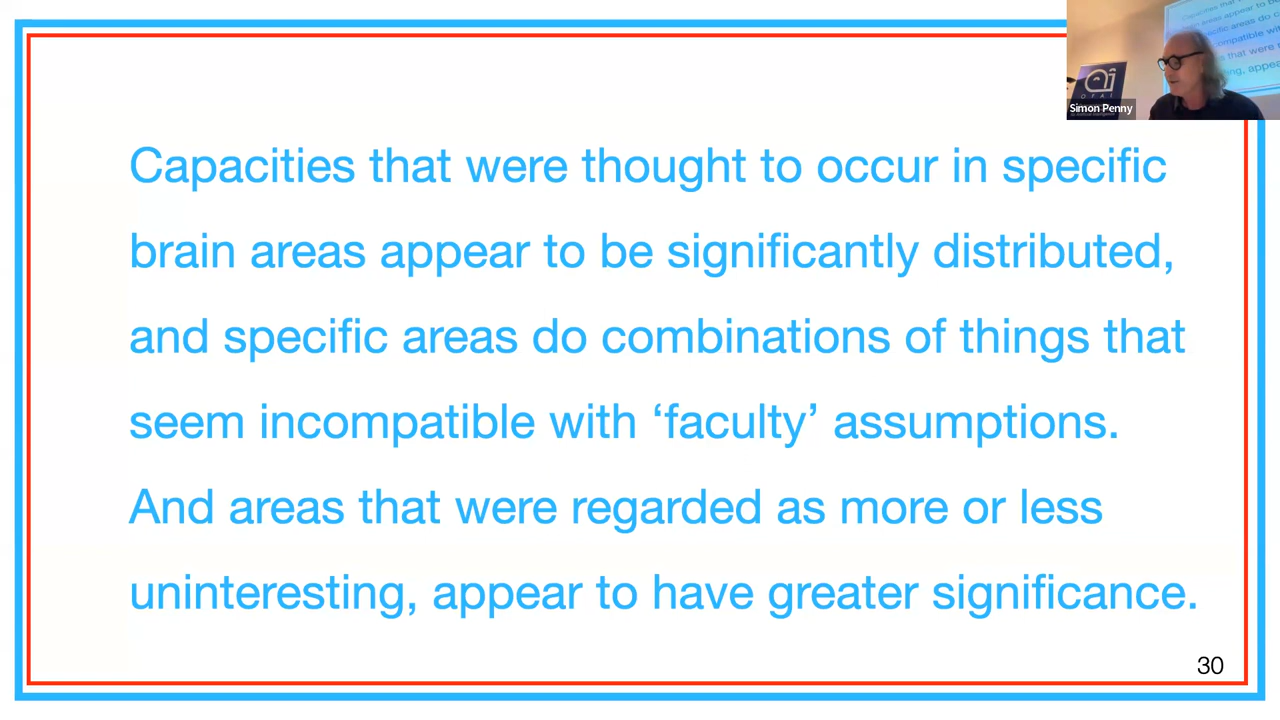 Capacities that were thought to occur in specific
brain areas appear to be significantly distributed,
and specific areas do combinations of things that
seem incompatible with ‘faculty’ assumptions.
And areas that were regarded as more or less
uninteresting, appear to have greater significance.
30
Simon Penny